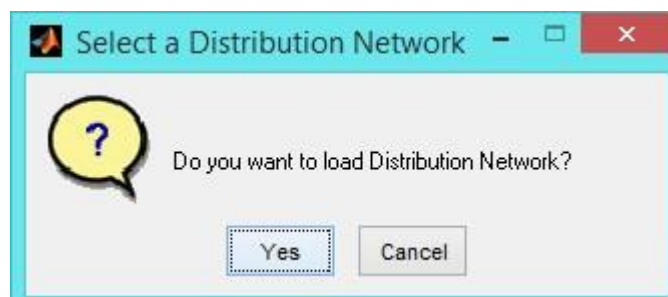 Select a Distribution Network
?
Do you want to load Distribution Network?
Yes Cancel